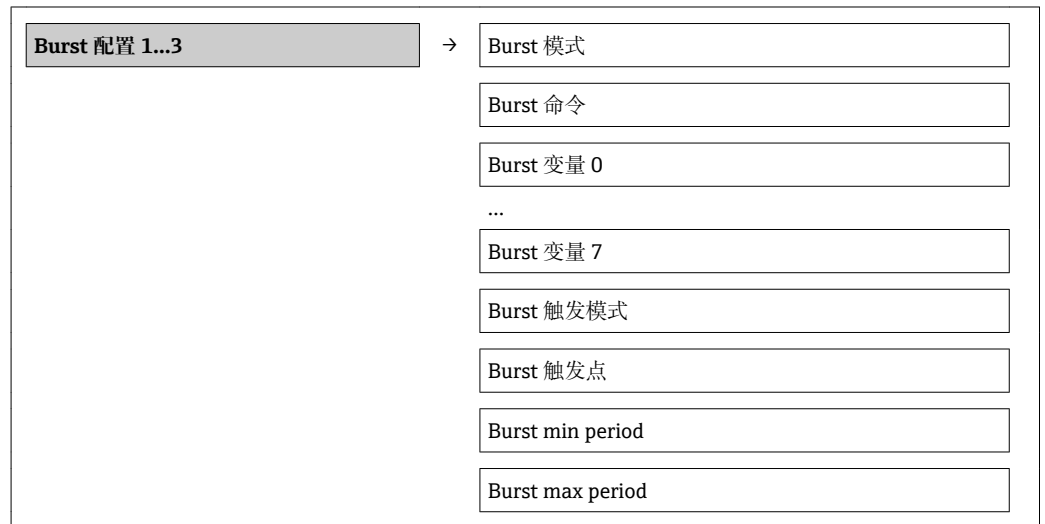 Burst 配置 1...3 → Burst 模式
Burst 命令
Burst 变量 0
...
Burst 变量 7
Burst 触发模式
Burst 触发点
Burst min period
Burst max period